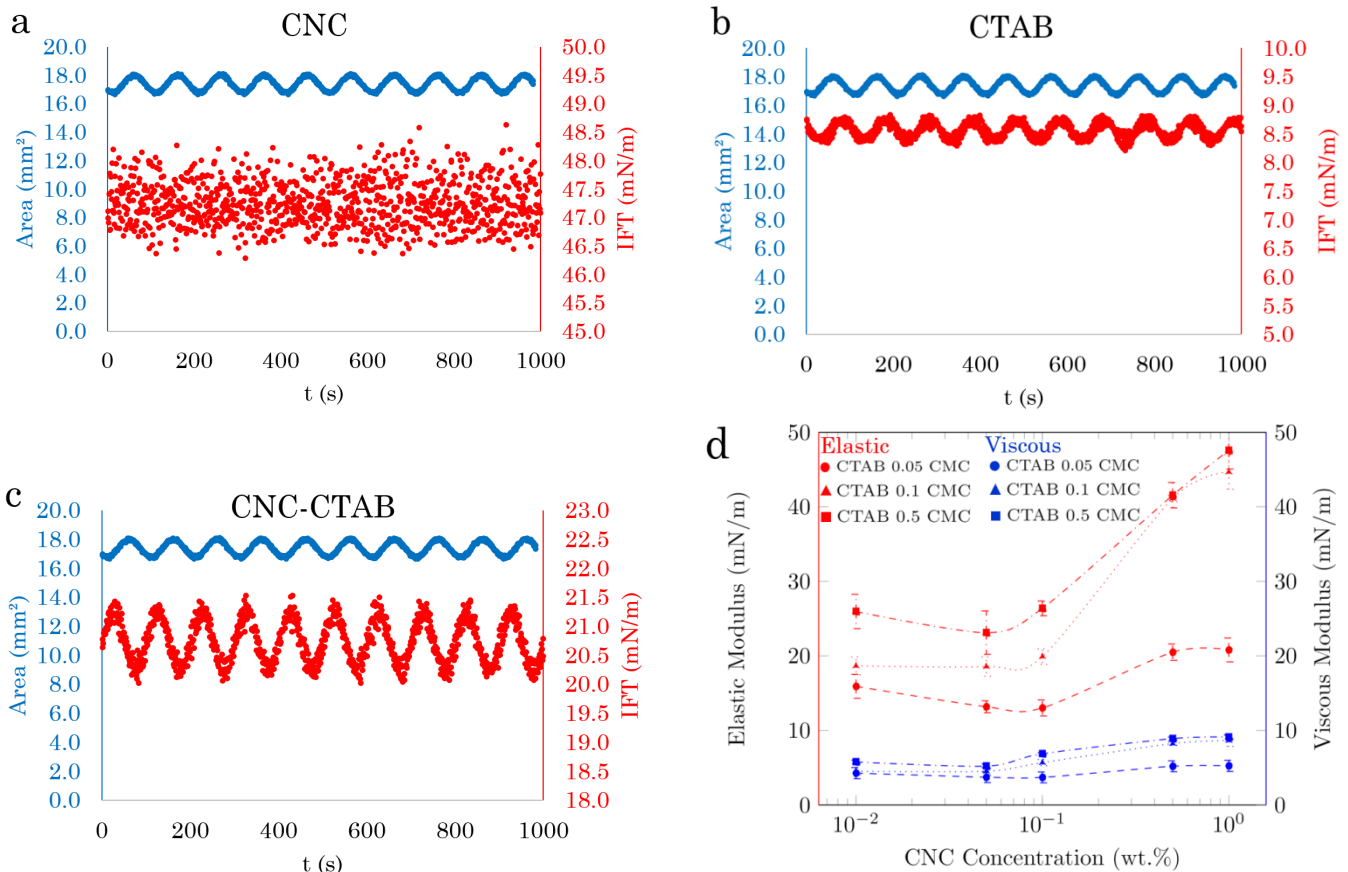 a
CNC
20.0
18.0
16.0
14.0
12.0
10.0
8.0
6.0
4.0
2.0
0.0
Area (mm²)
50.0
49.5
49.0
48.5
48.0
47.5
47.0
46.5
46.0
45.5
45.0
IFT (mN/m)
0 200 400 600 800 1000
t (s)
b
CTAB
20.0
18.0
16.0
14.0
12.0
10.0
8.0
6.0
4.0
2.0
0.0
Area (mm²)
10.0
9.5
9.0
8.5
8.0
7.5
7.0
6.5
6.0
5.5
5.0
IFT (mN/m)
0 200 400 600 800 1000
t (s)
c
CNC-CTAB
20.0
18.0
16.0
14.0
12.0
10.0
8.0
6.0
4.0
2.0
0.0
Area (mm²)
23.0
22.5
22.0
21.5
21.0
20.5
20.0
19.5
19.0
18.5
18.0
IFT (mN/m)
0 200 400 600 800 1000
t (s)
d
Elastic Viscous
CTAB 0.05 CMC CTAB 0.05 CMC
CTAB 0.1 CMC CTAB 0.1 CMC
CTAB 0.5 CMC CTAB 0.5 CMC
50
40
30
20
10
0
Elastic Modulus (mN/m)
50
40
30
20
10
0
Viscous Modulus (mN/m)
10⁻² 10⁻¹ 10⁰
CNC Concentration (wt.%)